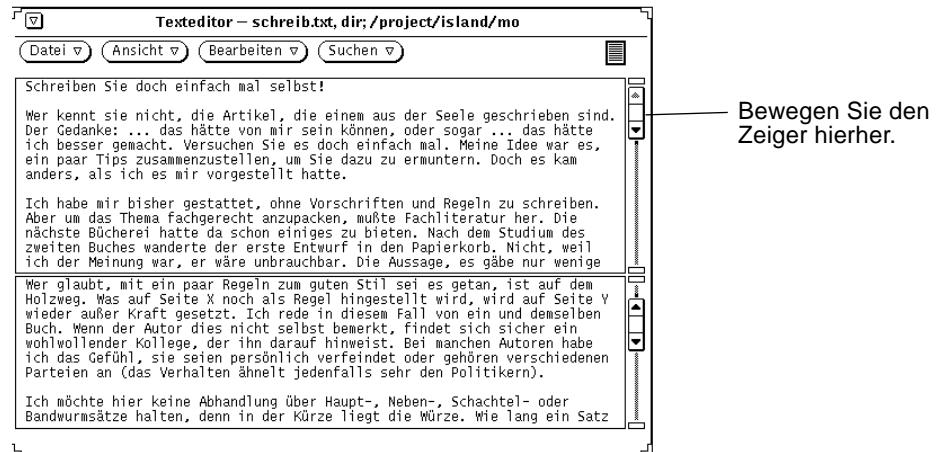 Texteditor – schreib.txt, dir; /project/island/mo
Datei Ansicht Bearbeiten Suchen
Schreiben Sie doch einfach mal selbst!
Wer kennt sie nicht, die Artikel, die einem aus der Seele geschrieben sind.
Der Gedanke: ... das hätte von mir sein können, oder sogar ... das hätte
ich besser gemacht. Versuchen Sie es doch einfach mal. Meine Idee war es,
ein paar Tips zusammenzustellen, um Sie dazu zu ermuntern. Doch es kam
anders, als ich es mir vorgestellt hatte.
Ich habe mir bisher gestattet, ohne Vorschriften und Regeln zu schreiben.
Aber um das Thema fachgerecht anzupacken, mußte Fachliteratur her. Die
nächste Bücherei hatte da schon einiges zu bieten. Nach dem Studium des
zweiten Buches wanderte der erste Entwurf in den Papierkorb. Nicht, weil
ich der Meinung war, er wäre unbrauchbar. Die Aussage, es gäbe nur wenige
Wer glaubt, mit ein paar Regeln zum guten Stil sei es getan, ist auf dem
Holzweg. Was auf Seite X noch als Regel hingestellt wird, wird auf Seite Y
wieder außer Kraft gesetzt. Ich rede in diesem Fall von ein und demselben
Buch. Wenn der Autor dies nicht selbst bemerkt, findet sich sicher ein
wohlwollender Kollege, der ihn darauf hinweist. Bei manchen Autoren habe
ich das Gefühl, sie seien persönlich verfeindet oder gehören verschiedenen
Parteien an (das Verhalten ähnelt jedenfalls sehr den Politikern).
Ich möchte hier keine Abhandlung über Haupt-, Neben-, Schachtel- oder
Bandwurmsätze halten, denn in der Kürze liegt die Würze. Wie lang ein Satz
Bewegen Sie den
Zeiger hierher.